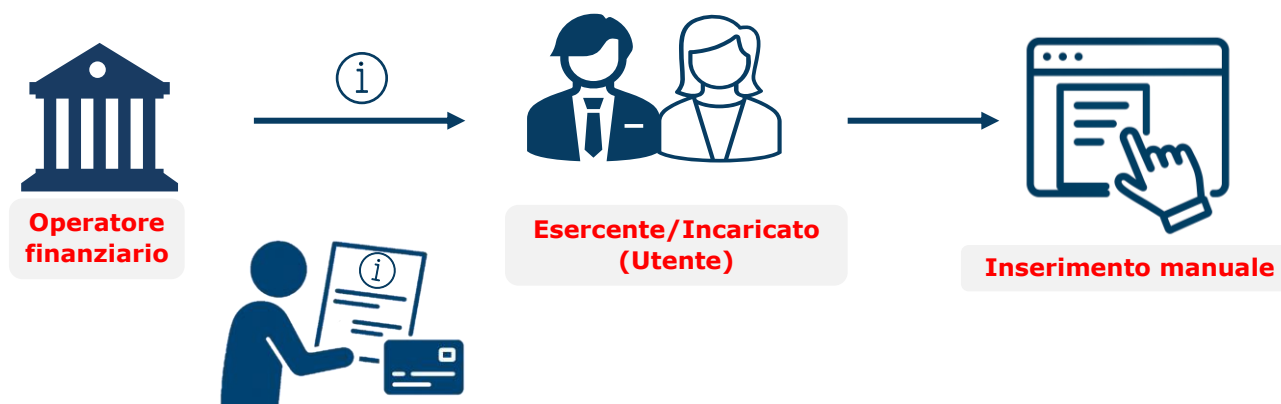 i
Operatore
finanziario
Esercente/Incaricato
(Utente)
Inserimento manuale
i